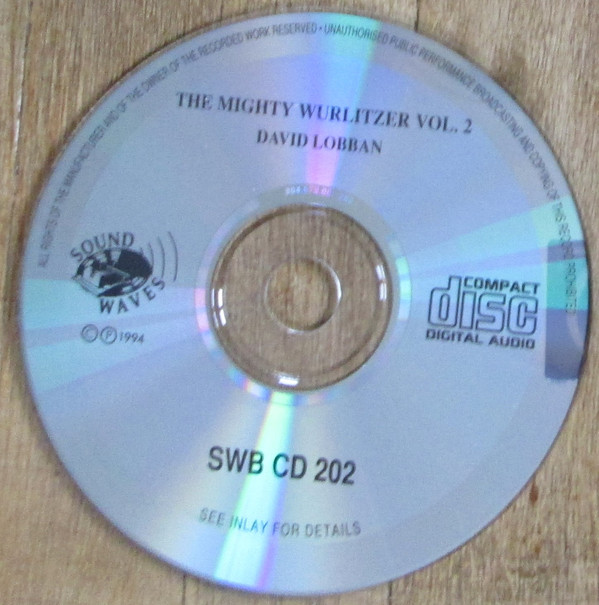 ALL RIGHTS OF THE MANUFACTURER AND OF THE OWNER OF THE RECORDED WORK RESERVED • UNAUTHORISED PUBLIC PERFORMANCE BROADCASTING AND COPYING OF THIS RECORD PROHIBITED
THE MIGHTY WURLITZER VOL. 2
DAVID LOBBAN
SOUND
WAVES
© ℗ 1994
COMPACT
disc
DIGITAL AUDIO
SWB CD 202
SEE INLAY FOR DETAILS